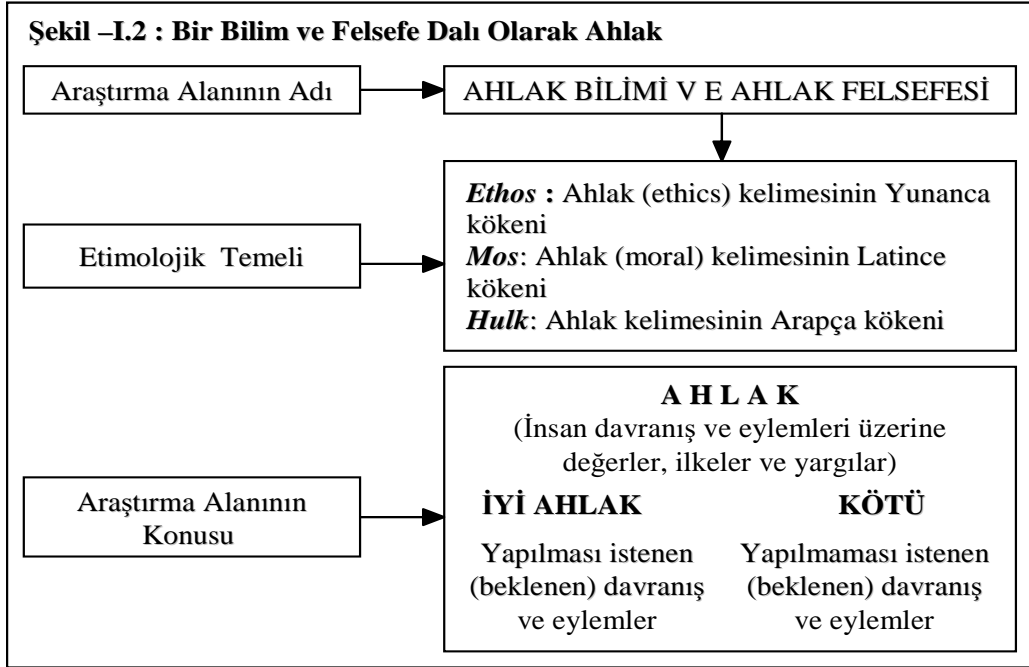 Şekil –I.2 : Bir Bilim ve Felsefe Dalı Olarak Ahlak
Araştırma Alanının Adı
AHLAK BİLİMİ V E AHLAK FELSEFESİ
Etimolojik Temeli
Ethos : Ahlak (ethics) kelimesinin Yunanca
kökeni
Mos: Ahlak (moral) kelimesinin Latince
kökeni
Hulk: Ahlak kelimesinin Arapça kökeni
Araştırma Alanının
Konusu
A H L A K
(İnsan davranış ve eylemleri üzerine
değerler, ilkeler ve yargılar)
İYİ AHLAK
Yapılması istenen
(beklenen) davranış
ve eylemler
KÖTÜ
Yapılmaması istenen
(beklenen) davranış
ve eylemler